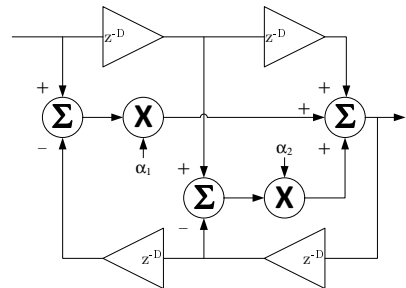 z⁻ᴰ z⁻ᴰ
+ +
Σ X + Σ
− α₁ α₂ +
+
Σ X
−
z⁻ᴰ z⁻ᴰ